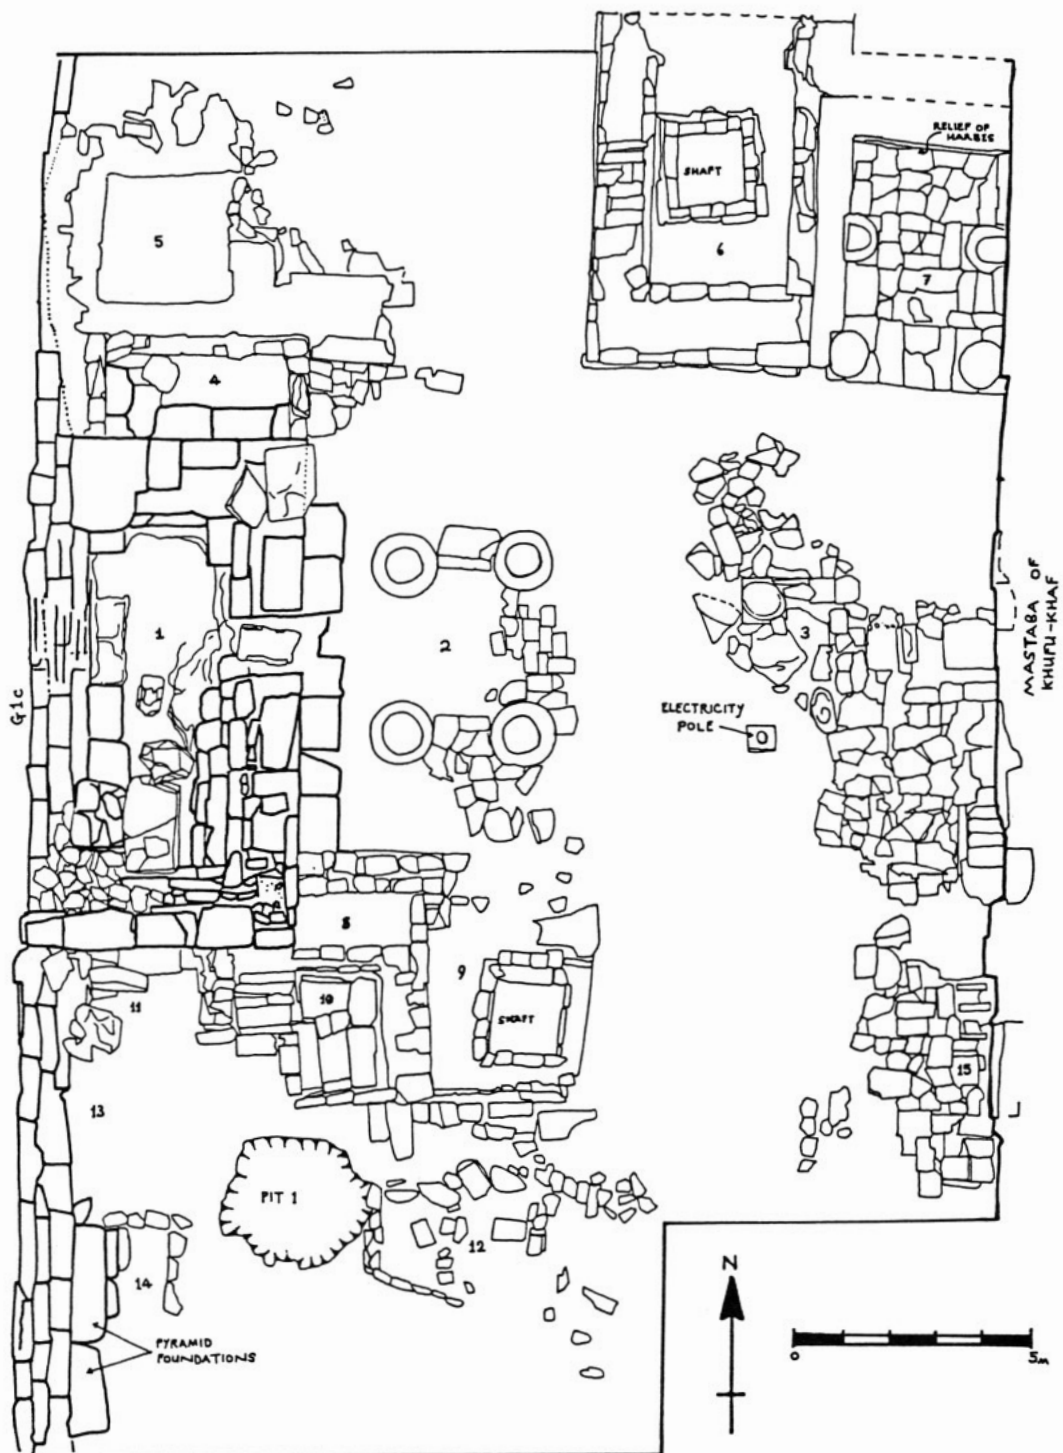 RELIEF OF
HARBES
SHAFT
5
6
7
4
1
2
3
G1c
MASTABA OF
KHUFU-KHAF
ELECTRICITY
POLE
8
9
10
11
SHAFT
13
15
PIT 1
12
14
N
PYRAMID
FOUNDATIONS
0
5m